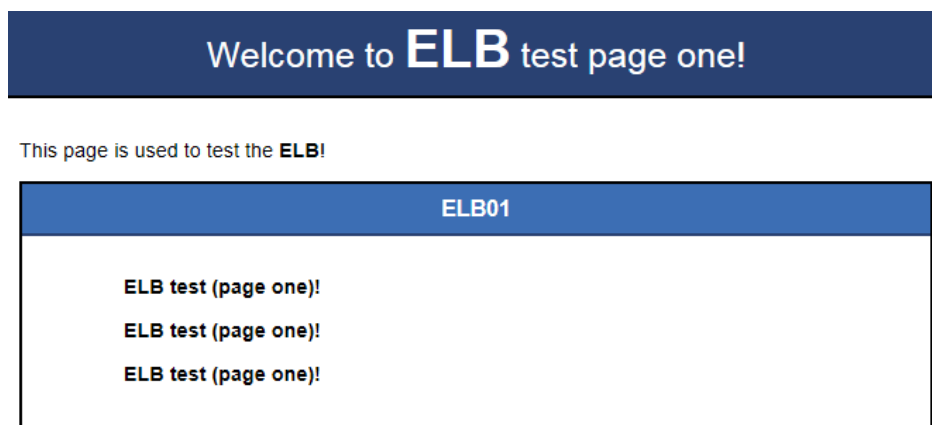 Welcome to ELB test page one!
This page is used to test the ELB!
ELB01
ELB test (page one)!
ELB test (page one)!
ELB test (page one)!